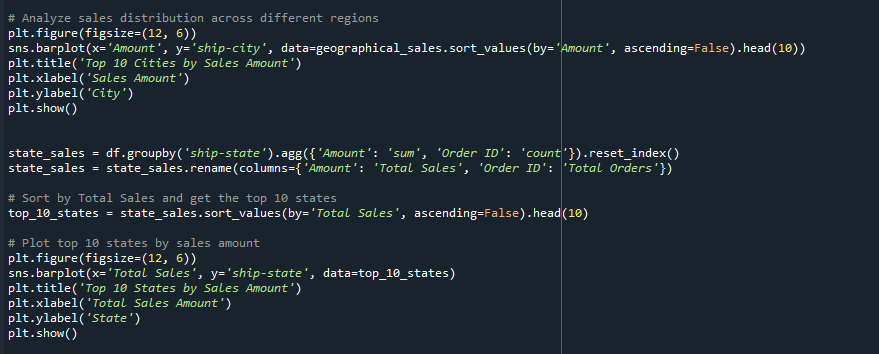 # Analyze sales distribution across different regions
plt.figure(figsize=(12, 6))
sns.barplot(x='Amount', y='ship-city', data=geographical_sales.sort_values(by='Amount', ascending=False).head(10))
plt.title('Top 10 Cities by Sales Amount')
plt.xlabel('Sales Amount')
plt.ylabel('City')
plt.show()
state_sales = df.groupby('ship-state').agg({'Amount': 'sum', 'Order ID': 'count'}).reset_index()
state_sales = state_sales.rename(columns={'Amount': 'Total Sales', 'Order ID': 'Total Orders'})
# Sort by Total Sales and get the top 10 states
top_10_states = state_sales.sort_values(by='Total Sales', ascending=False).head(10)
# Plot top 10 states by sales amount
plt.figure(figsize=(12, 6))
sns.barplot(x='Total Sales', y='ship-state', data=top_10_states)
plt.title('Top 10 States by Sales Amount')
plt.xlabel('Total Sales Amount')
plt.ylabel('State')
plt.show()